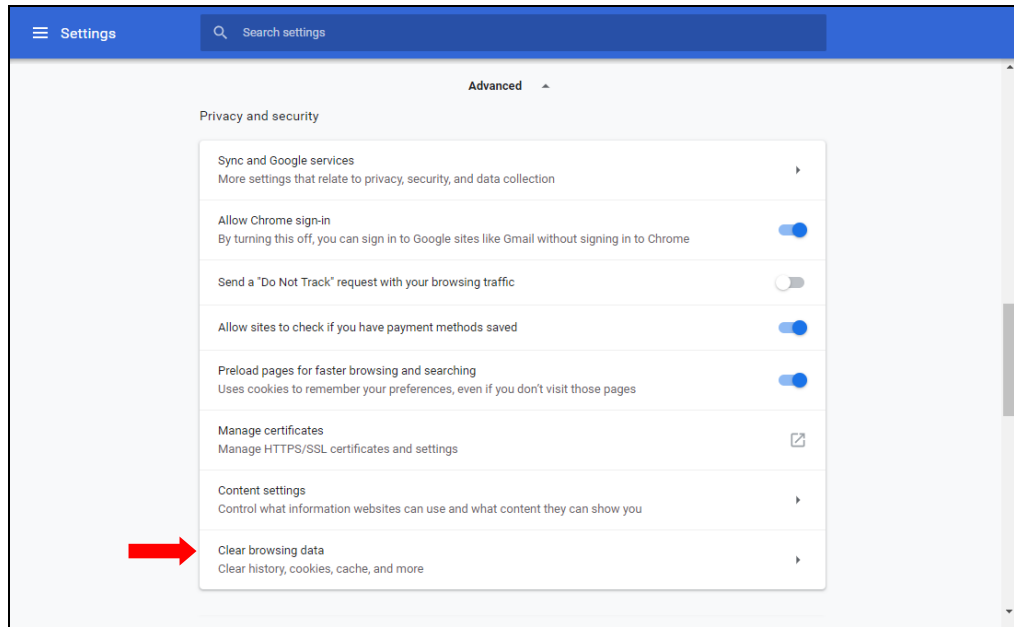 Settings
Search settings
Advanced
Privacy and security
Sync and Google services
More settings that relate to privacy, security, and data collection
Allow Chrome sign-in
By turning this off, you can sign in to Google sites like Gmail without signing in to Chrome
Send a "Do Not Track" request with your browsing traffic
Allow sites to check if you have payment methods saved
Preload pages for faster browsing and searching
Uses cookies to remember your preferences, even if you don't visit those pages
Manage certificates
Manage HTTPS/SSL certificates and settings
Content settings
Control what information websites can use and what content they can show you
Clear browsing data
Clear history, cookies, cache, and more